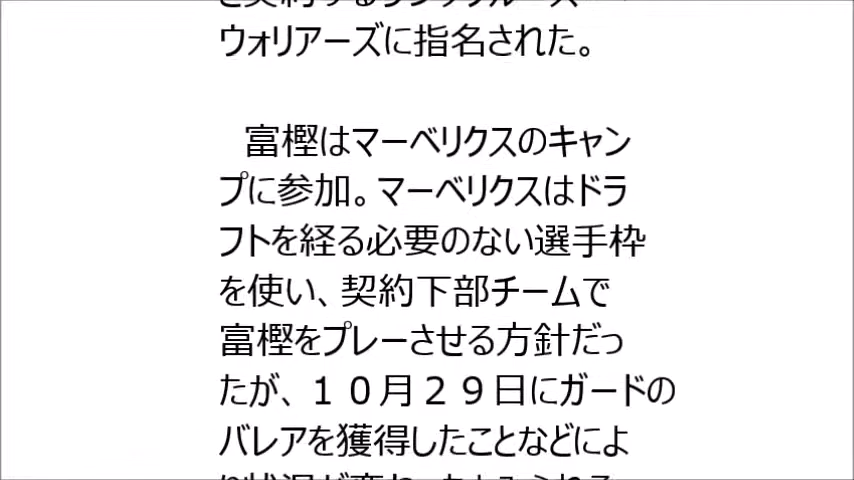 ウォリアーズに指名された。
富樫はマーベリクスのキャン
プに参加。マーベリクスはドラ
フトを経る必要のない選手枠
を使い、契約下部チームで
富樫をプレーさせる方針だっ
たが、１０月２９日にガードの
バレアを獲得したことなどによ